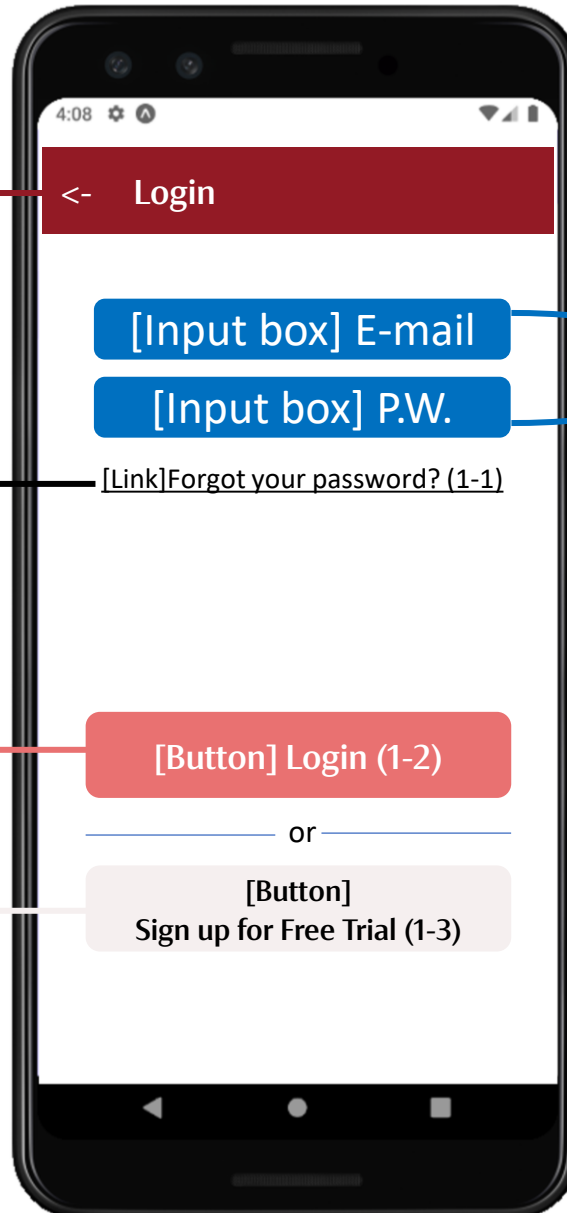 4:08
<- Login
[Input box] E-mail
[Input box] P.W.
[Link]Forgot your password? (1-1)
[Button] Login (1-2)
or
[Button]
Sign up for Free Trial (1-3)